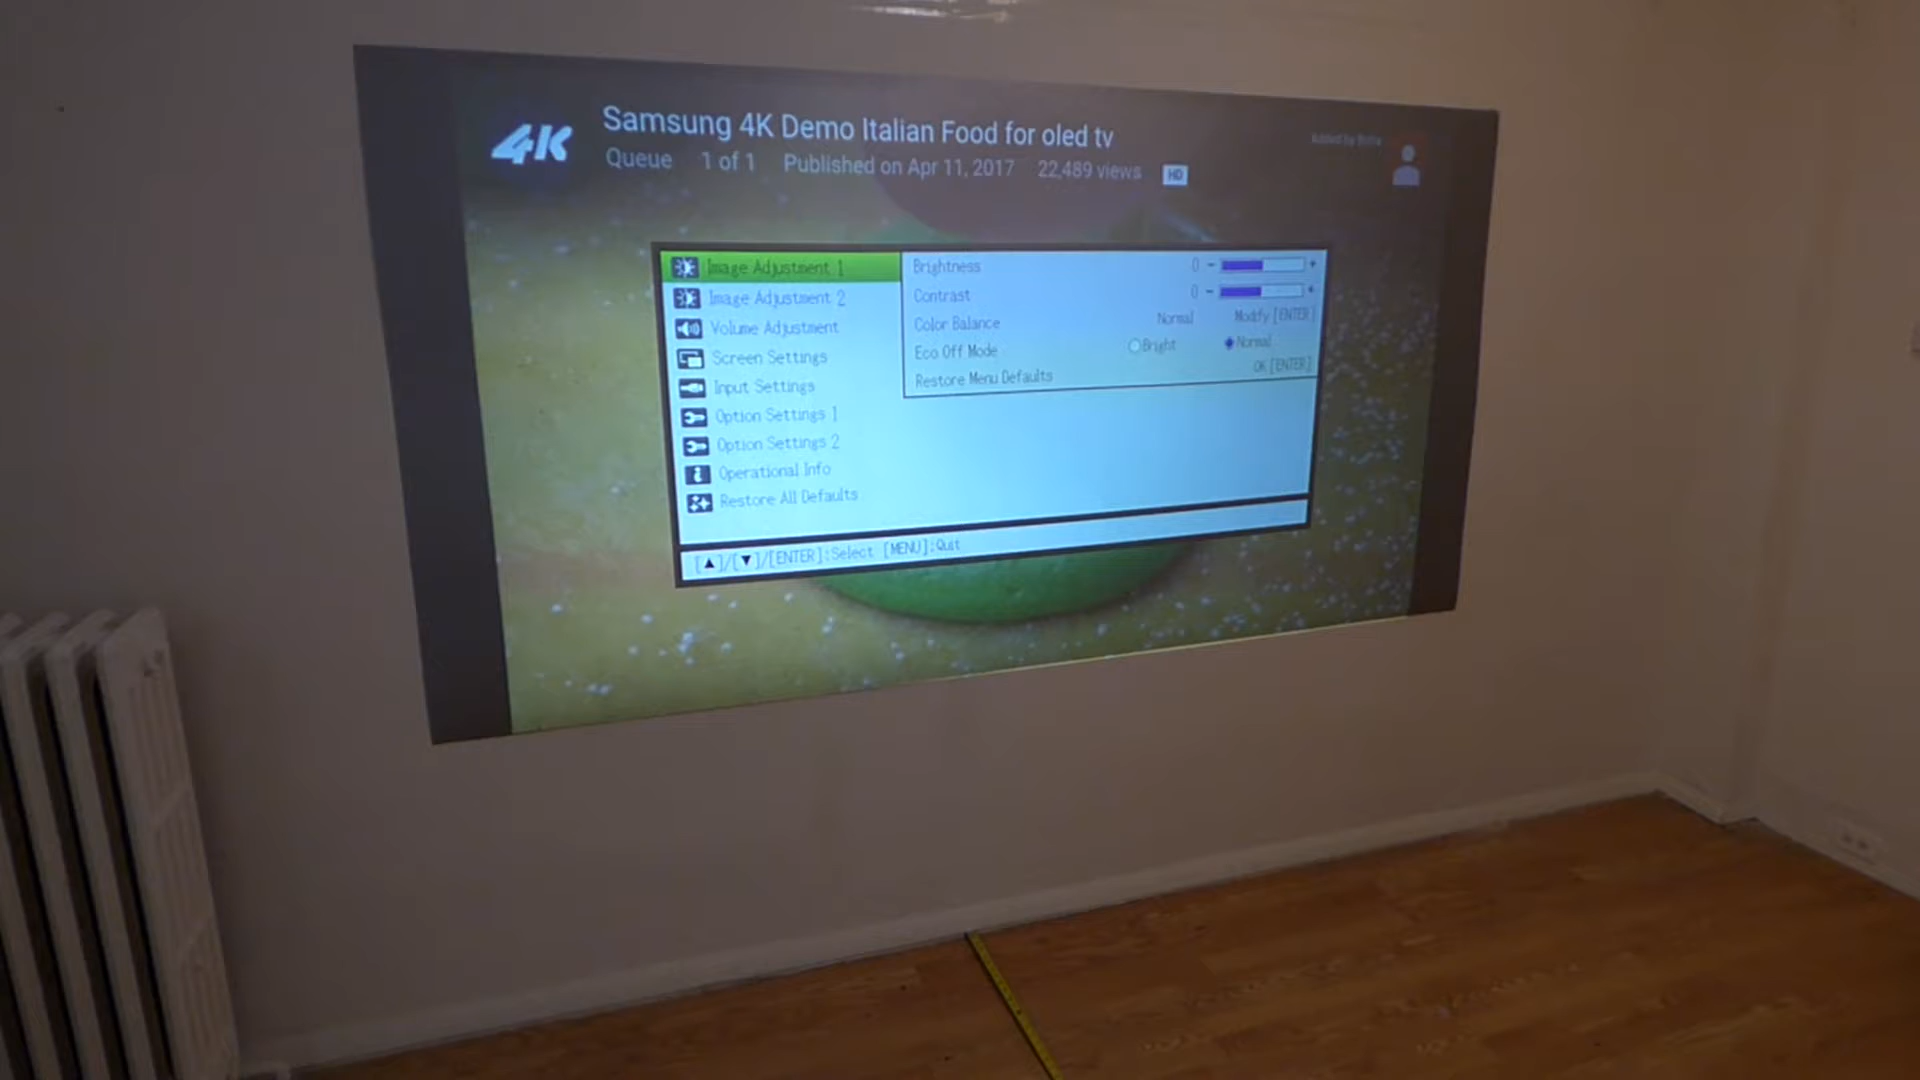 4K
Samsung 4K Demo Italian Food for oled tv
Queue 1 of 1 Published on Apr 11, 2017 22,489 views HD
Added by
Image Adjustment 1
Image Adjustment 2
Volume Adjustment
Screen Settings
Input Settings
Option Settings 1
Option Settings 2
Operational Info
Restore All Defaults
Brightness 0 - +
Contrast 0 - +
Color Balance Normal Modify [ENTER]
Eco Off Mode Bright Normal
Restore Menu Defaults OK [ENTER]
[▲]/[▼]/[ENTER]:Select [MENU]:Quit